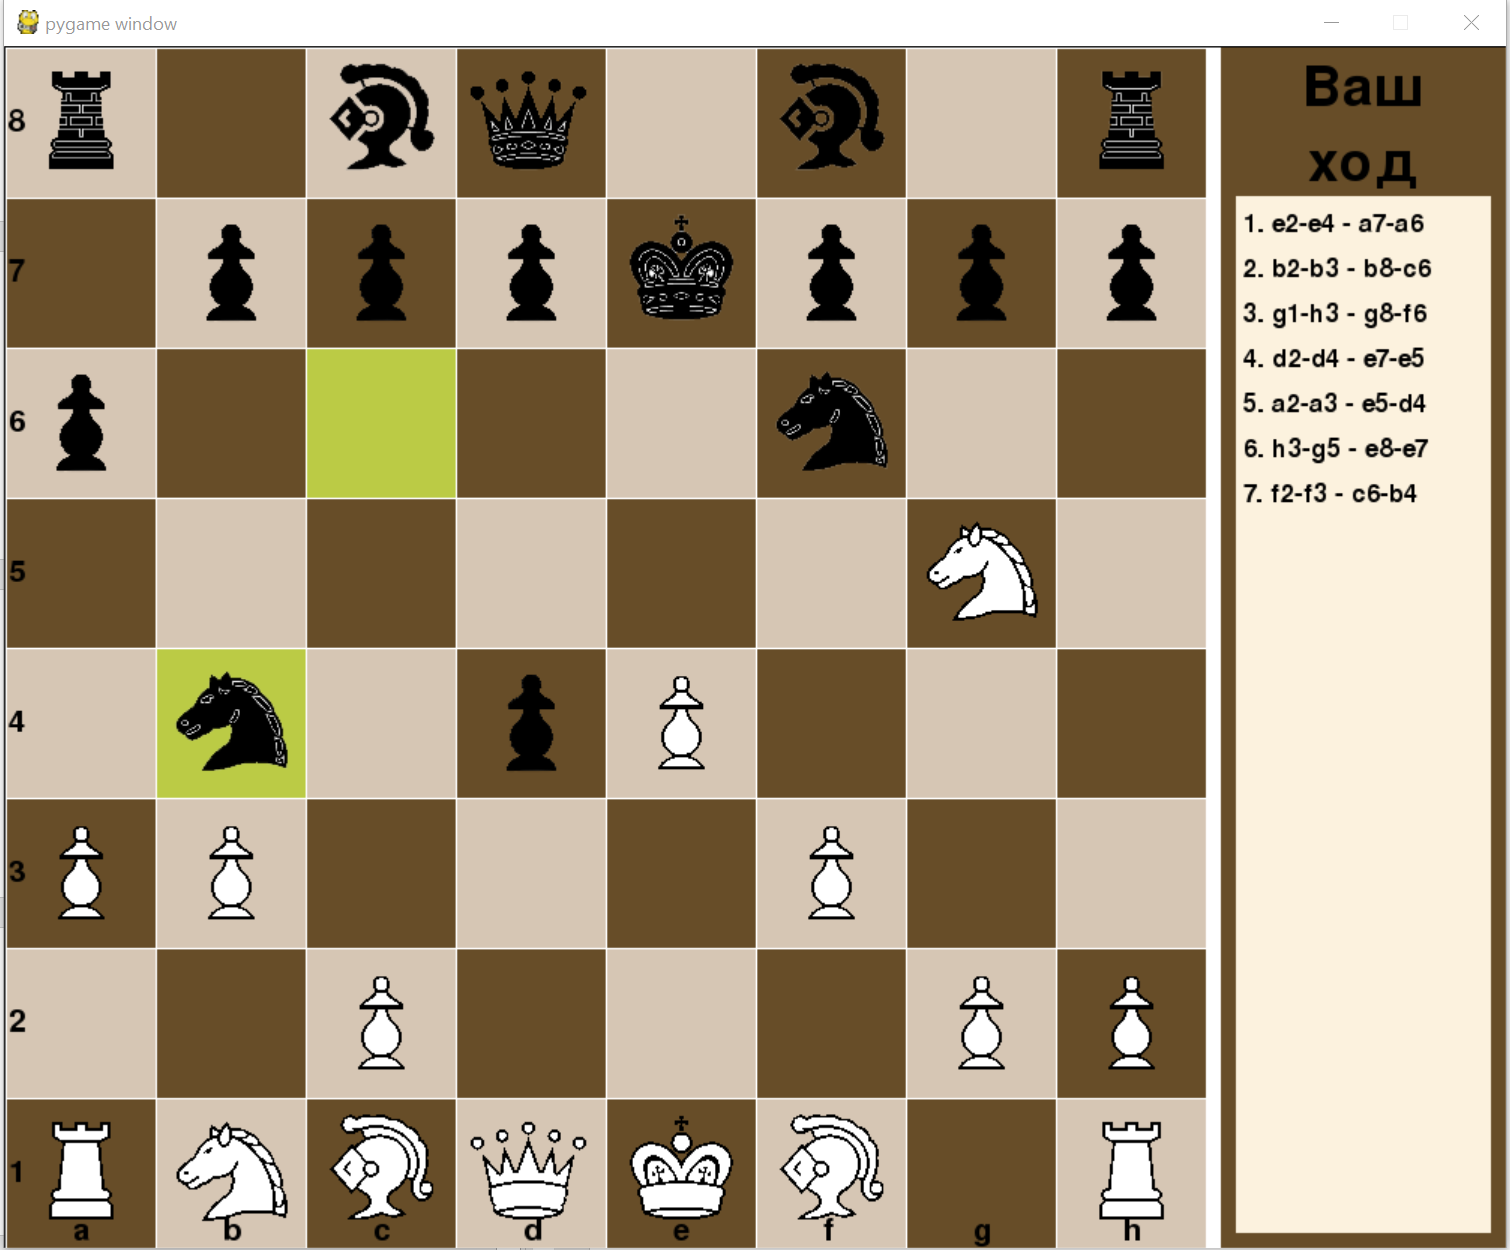 pygame window
Ваш
ход
1. e2-e4 - a7-a6
2. b2-b3 - b8-c6
3. g1-h3 - g8-f6
4. d2-d4 - e7-e5
5. a2-a3 - e5-d4
6. h3-g5 - e8-e7
7. f2-f3 - c6-b4
8
7
6
5
4
3
2
1
a b c d e f g h